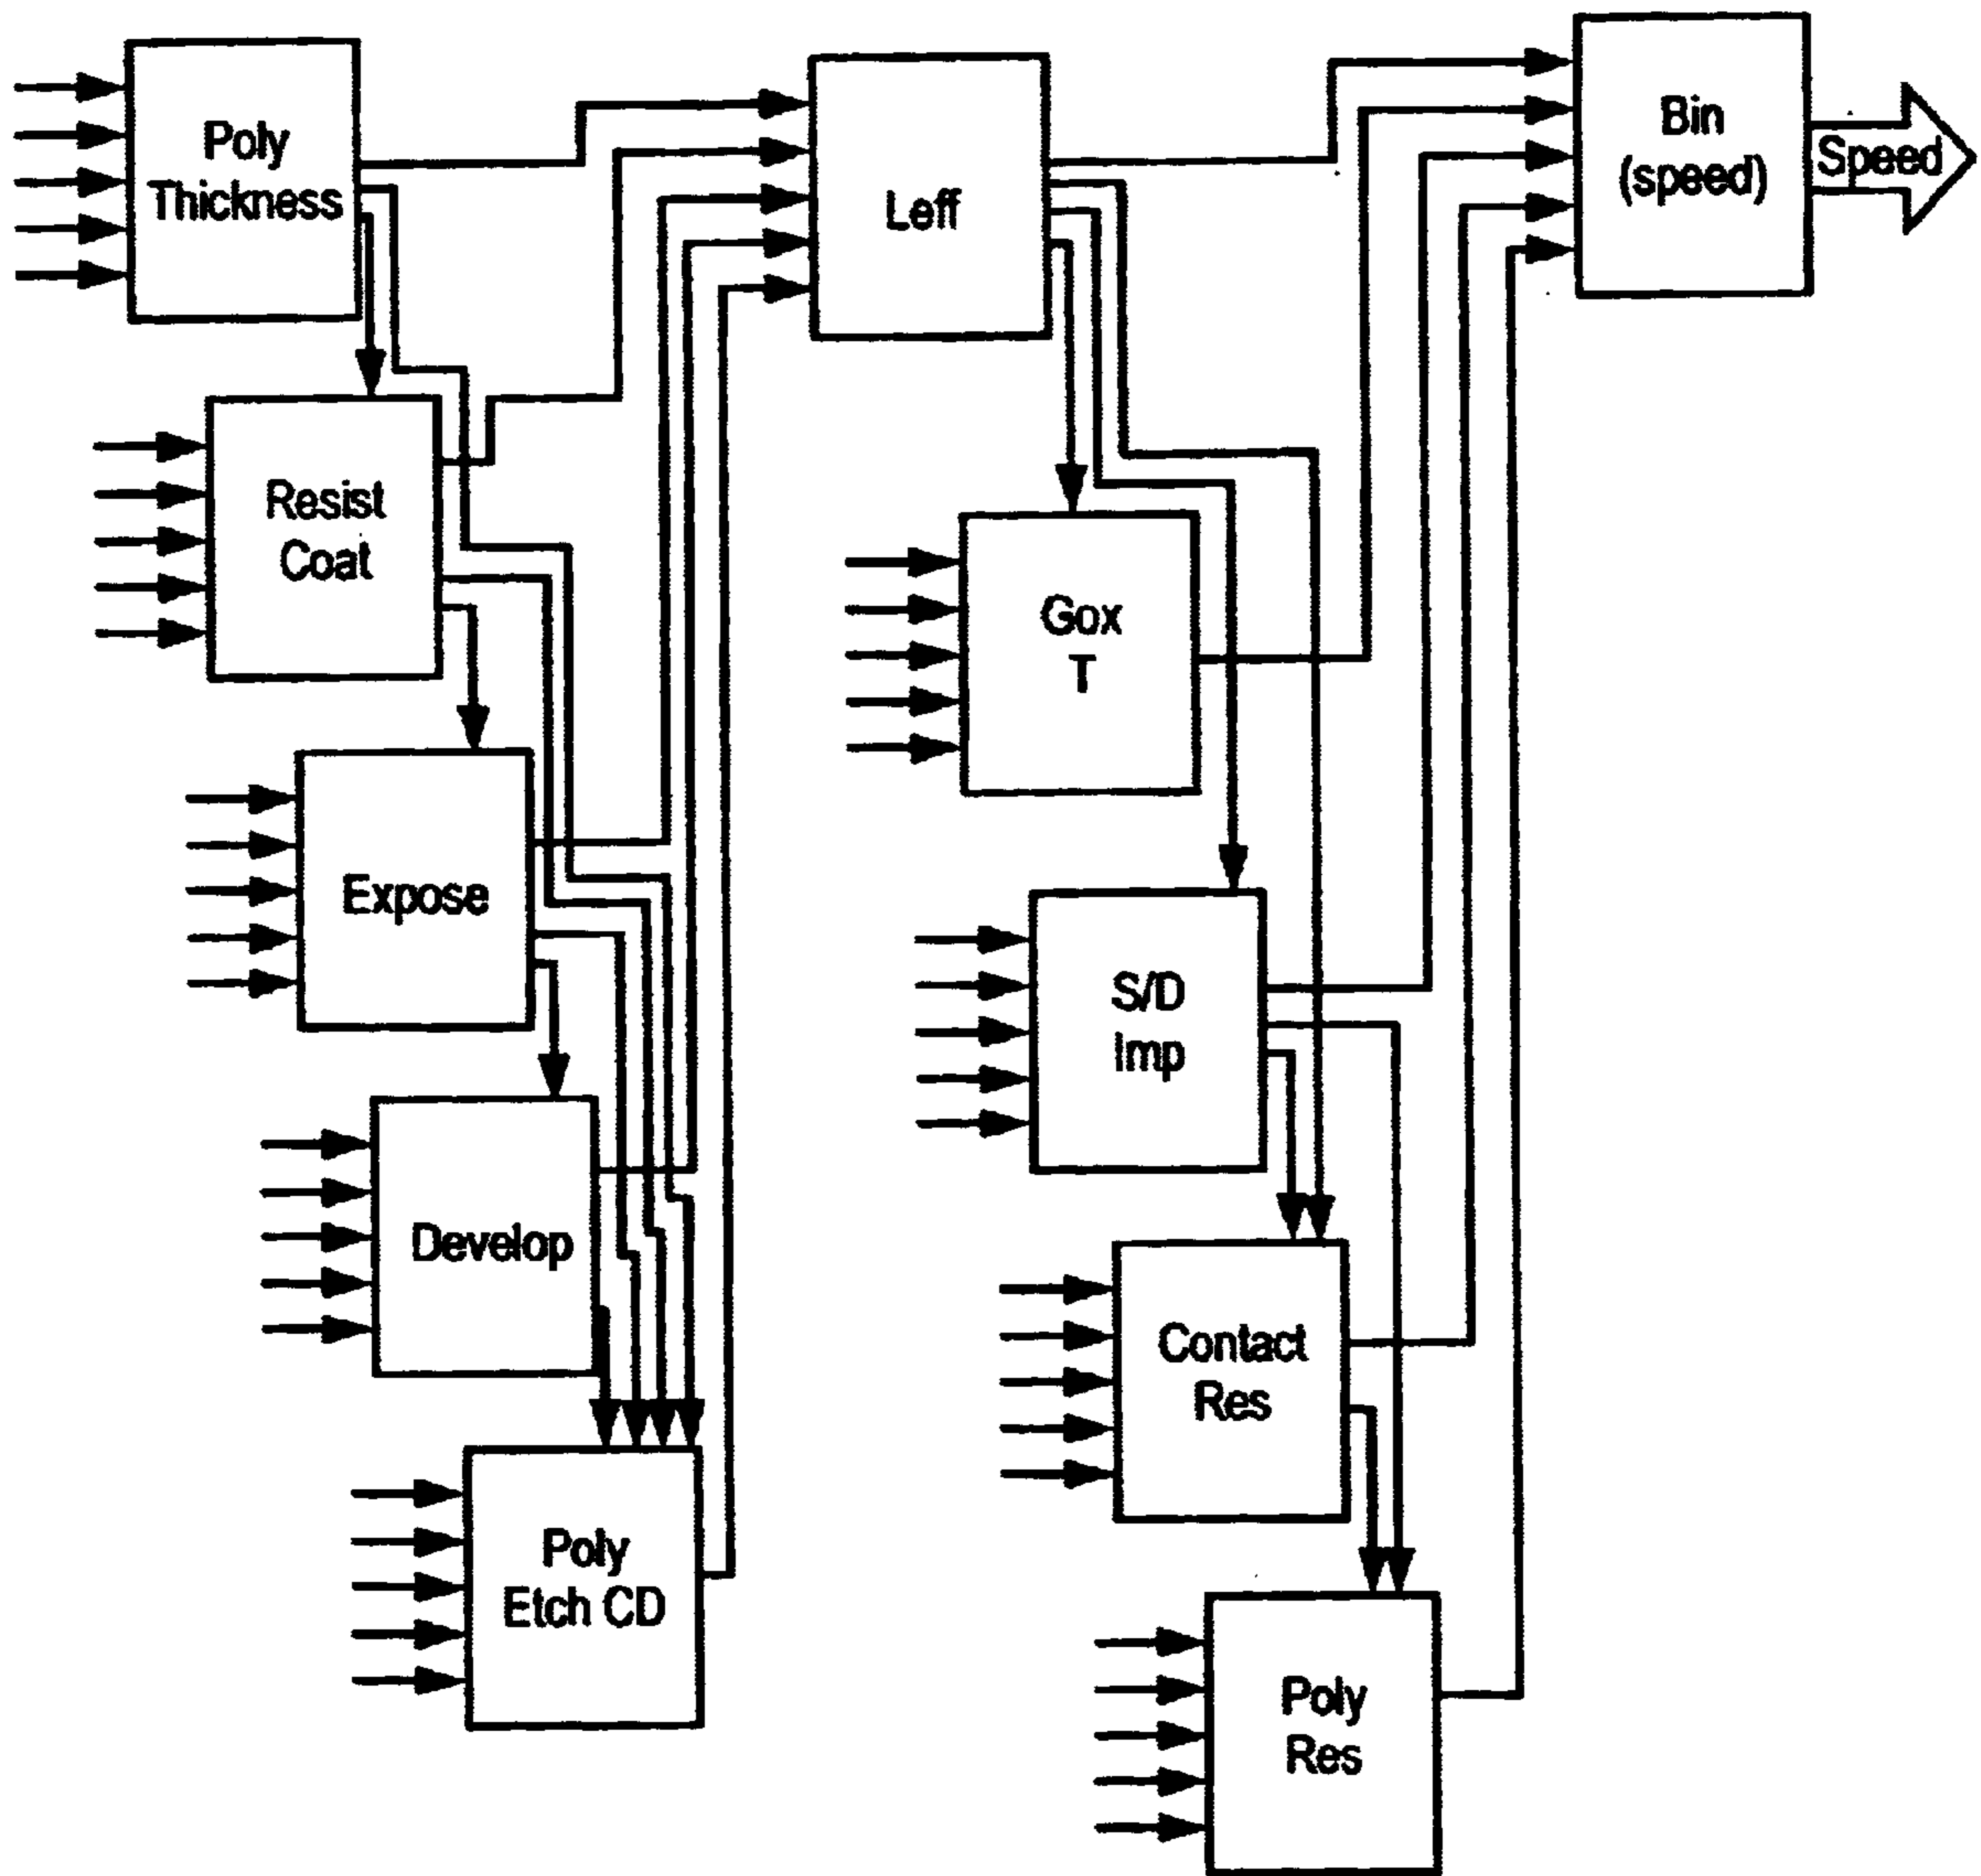 Poly
Thickness
Leff
Bin
(speed)
Speed
Resist
Coat
Gox
T
Expose
S/D
Imp
Develop
Contact
Res
Poly
Etch CD
Poly
Res